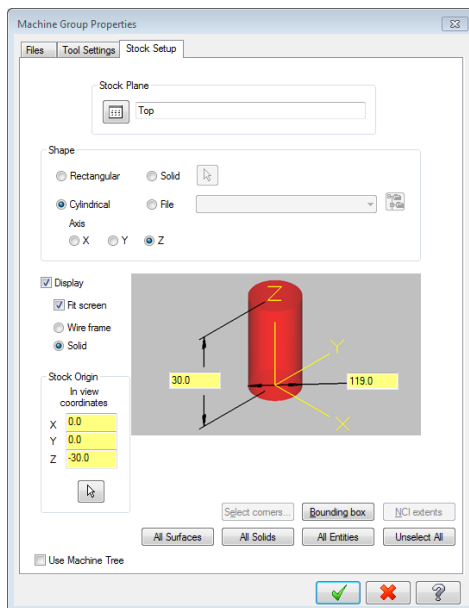 Machine Group Properties
Files Tool Settings Stock Setup
Stock Plane
Top
Shape
Rectangular Solid
Cylindrical File
Axis
X Y Z
Display
Fit screen
Wire frame
Solid
Z
Y
X
30.0
119.0
Stock Origin
In view
coordinates
X 0.0
Y 0.0
Z -30.0
Select corners... Bounding box NCI extents
All Surfaces All Solids All Entities Unselect All
Use Machine Tree
?